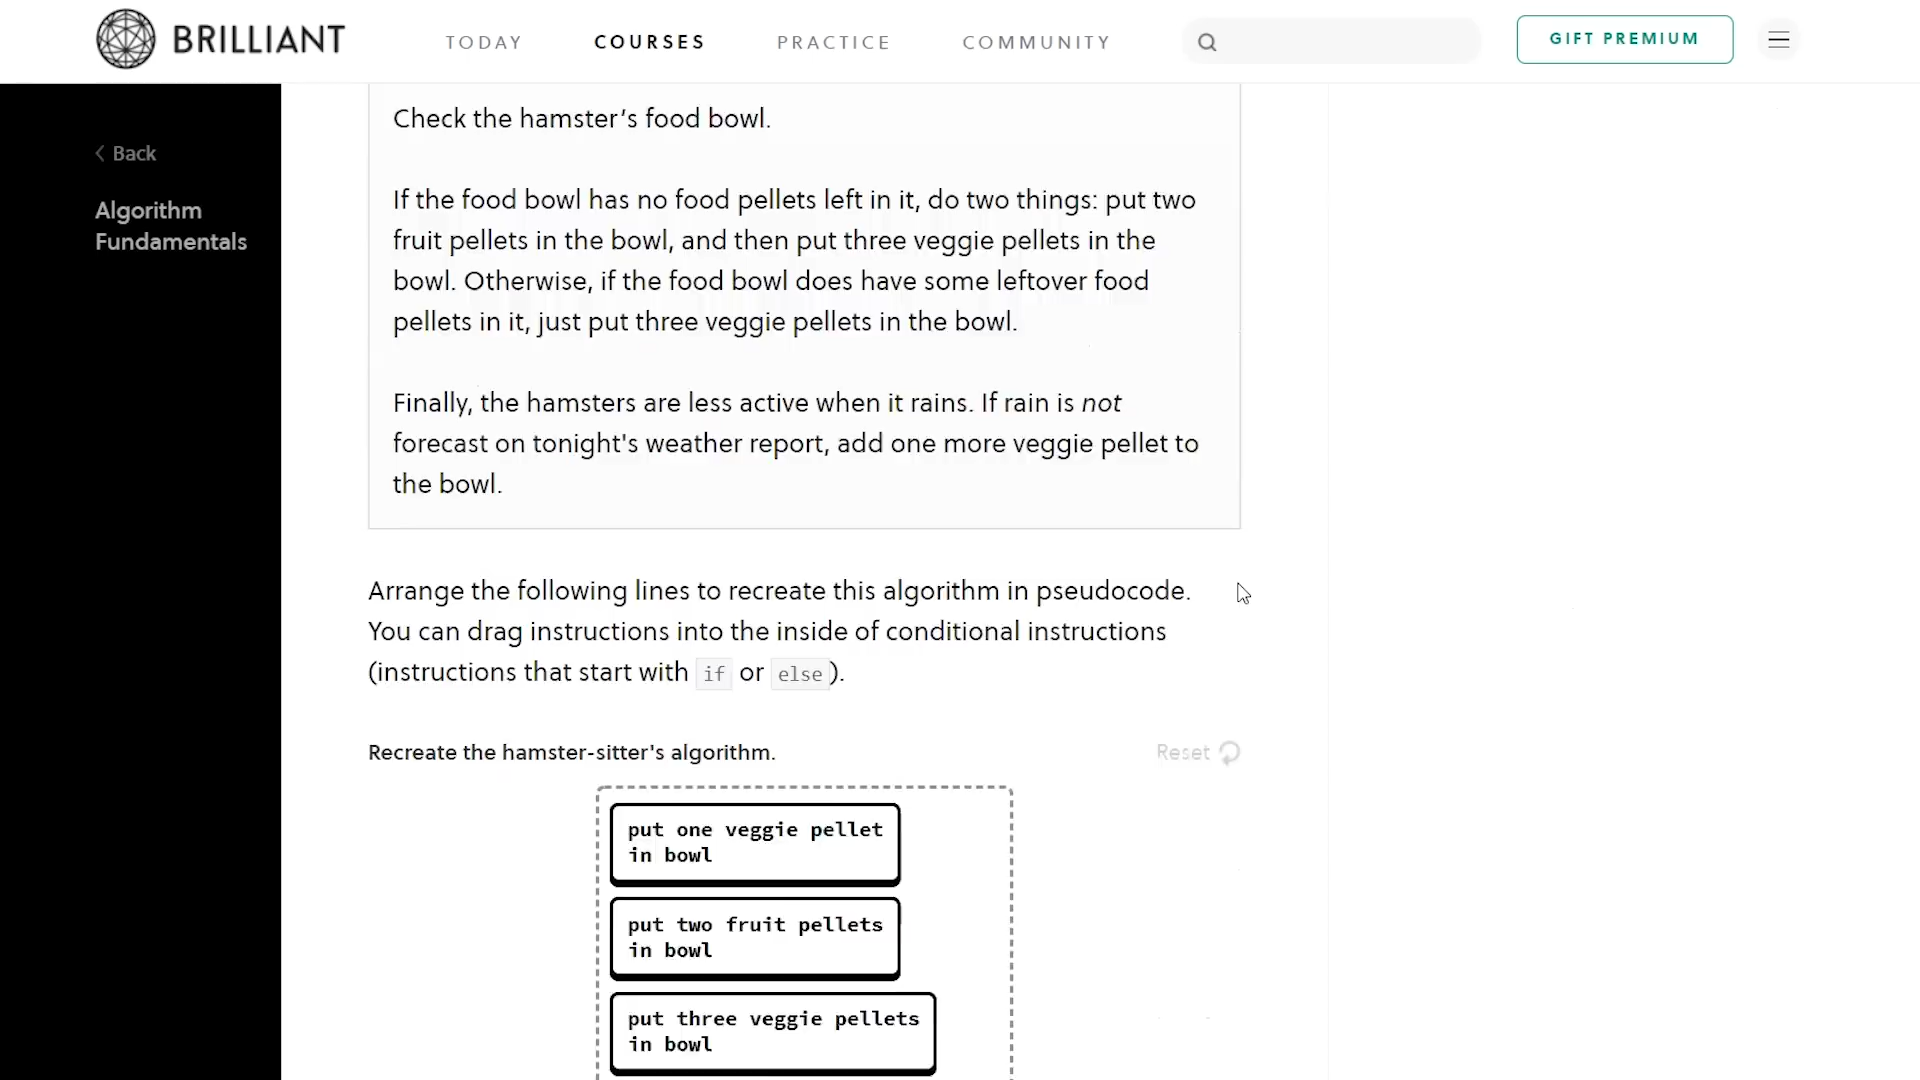 BRILLIANT
TODAY
COURSES
PRACTICE
COMMUNITY
GIFT PREMIUM
Back
Algorithm
Fundamentals
Check the hamster’s food bowl.
If the food bowl has no food pellets left in it, do two things: put two
fruit pellets in the bowl, and then put three veggie pellets in the
bowl. Otherwise, if the food bowl does have some leftover food
pellets in it, just put three veggie pellets in the bowl.
Finally, the hamsters are less active when it rains. If rain is not
forecast on tonight's weather report, add one more veggie pellet to
the bowl.
Arrange the following lines to recreate this algorithm in pseudocode.
You can drag instructions into the inside of conditional instructions
(instructions that start with if or else).
Recreate the hamster-sitter's algorithm.
Reset
put one veggie pellet
in bowl
put two fruit pellets
in bowl
put three veggie pellets
in bowl